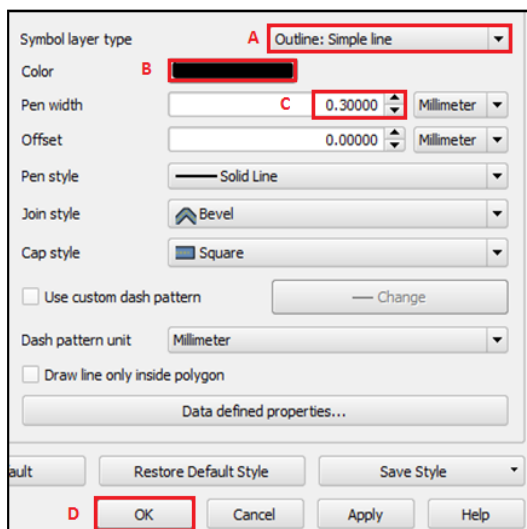 Symbol layer type A Outline: Simple line
Color B
Pen width C 0.30000 Millimeter
Offset 0.00000 Millimeter
Pen style Solid Line
Join style Bevel
Cap style Square
Use custom dash pattern Change
Dash pattern unit Millimeter
Draw line only inside polygon
Data defined properties...
ault Restore Default Style Save Style
D OK Cancel Apply Help